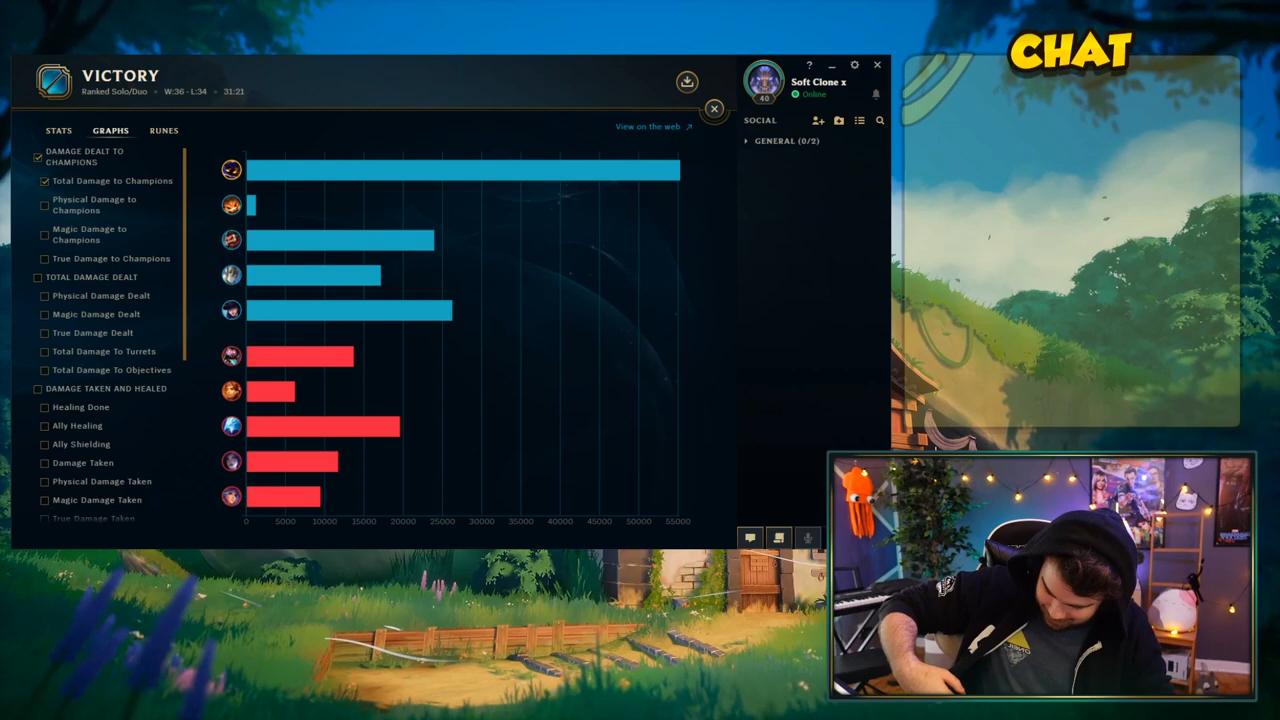 CHAT
VICTORY
Ranked Solo/Duo • W:36 - L:34 • 31:21
?
Soft Clone x
Online
40
SOCIAL
GENERAL (0/2)
STATS GRAPHS RUNES
View on the web
DAMAGE DEALT TO
CHAMPIONS
Total Damage to Champions
Physical Damage to
Champions
Magic Damage to
Champions
True Damage to Champions
TOTAL DAMAGE DEALT
Physical Damage Dealt
Magic Damage Dealt
True Damage Dealt
Total Damage To Turrets
Total Damage To Objectives
DAMAGE TAKEN AND HEALED
Healing Done
Ally Healing
Ally Shielding
Damage Taken
Physical Damage Taken
Magic Damage Taken
True Damage Taken
0 5000 10000 15000 20000 25000 30000 35000 40000 45000 50000 55000